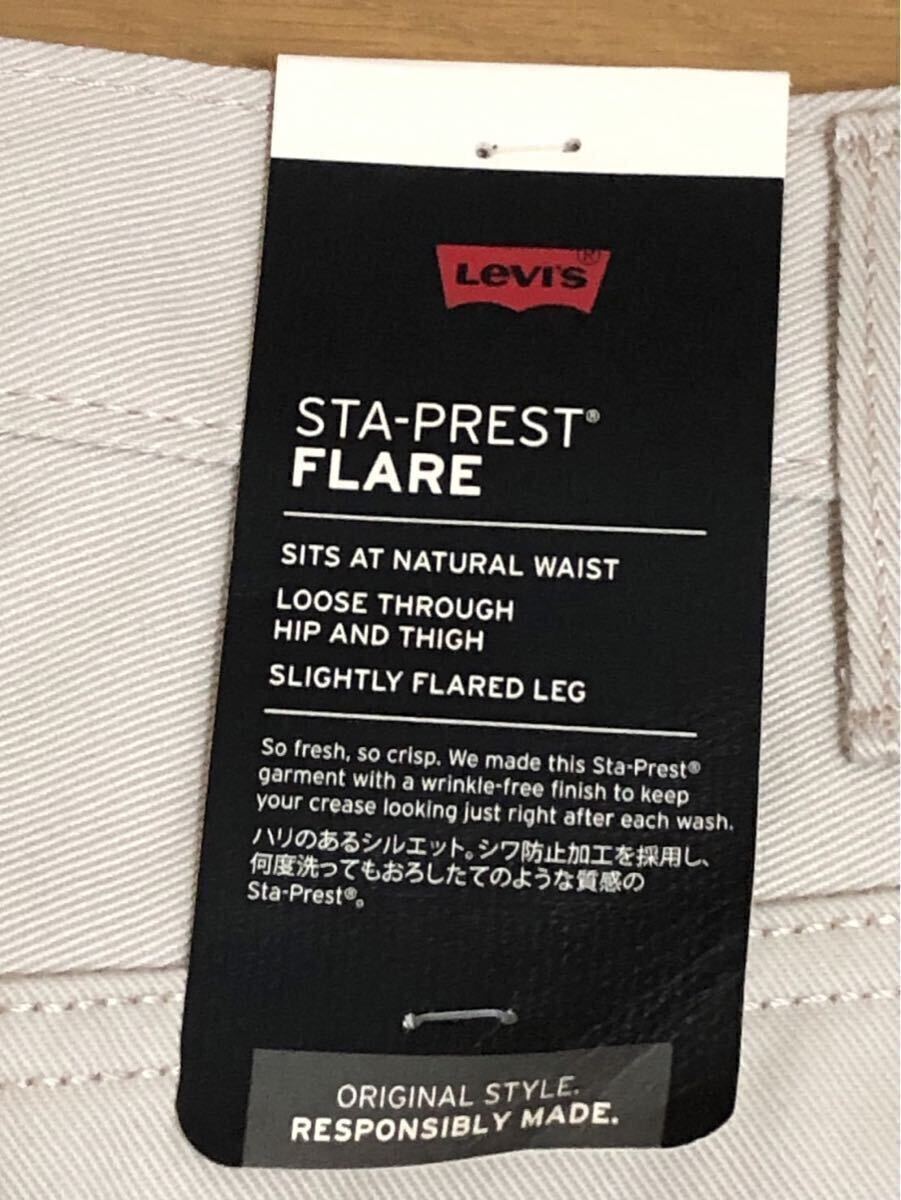 Levi's®
STA-PREST®
FLARE
SITS AT NATURAL WAIST
LOOSE THROUGH
HIP AND THIGH
SLIGHTLY FLARED LEG
So fresh, so crisp. We made this Sta-Prest®
garment with a wrinkle-free finish to keep
your crease looking just right after each wash.
ハリのあるシルエット。シワ防止加工を採用し、
何度洗ってもおろしたてのような質感の
Sta-Prest®。
ORIGINAL STYLE.
RESPONSIBLY MADE.